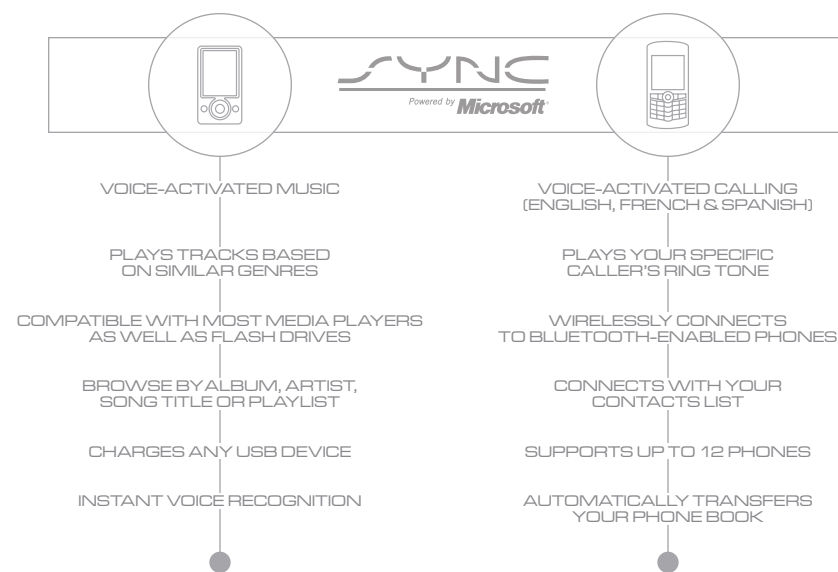 SYNC
Powered by Microsoft
VOICE-ACTIVATED MUSIC
PLAYS TRACKS BASED
ON SIMILAR GENRES
COMPATIBLE WITH MOST MEDIA PLAYERS
AS WELL AS FLASH DRIVES
BROWSE BY ALBUM, ARTIST,
SONG TITLE OR PLAYLIST
CHARGES ANY USB DEVICE
INSTANT VOICE RECOGNITION
VOICE-ACTIVATED CALLING
(ENGLISH, FRENCH & SPANISH)
PLAYS YOUR SPECIFIC
CALLER'S RING TONE
WIRELESSLY CONNECTS
TO BLUETOOTH-ENABLED PHONES
CONNECTS WITH YOUR
CONTACTS LIST
SUPPORTS UP TO 12 PHONES
AUTOMATICALLY TRANSFERS
YOUR PHONE BOOK